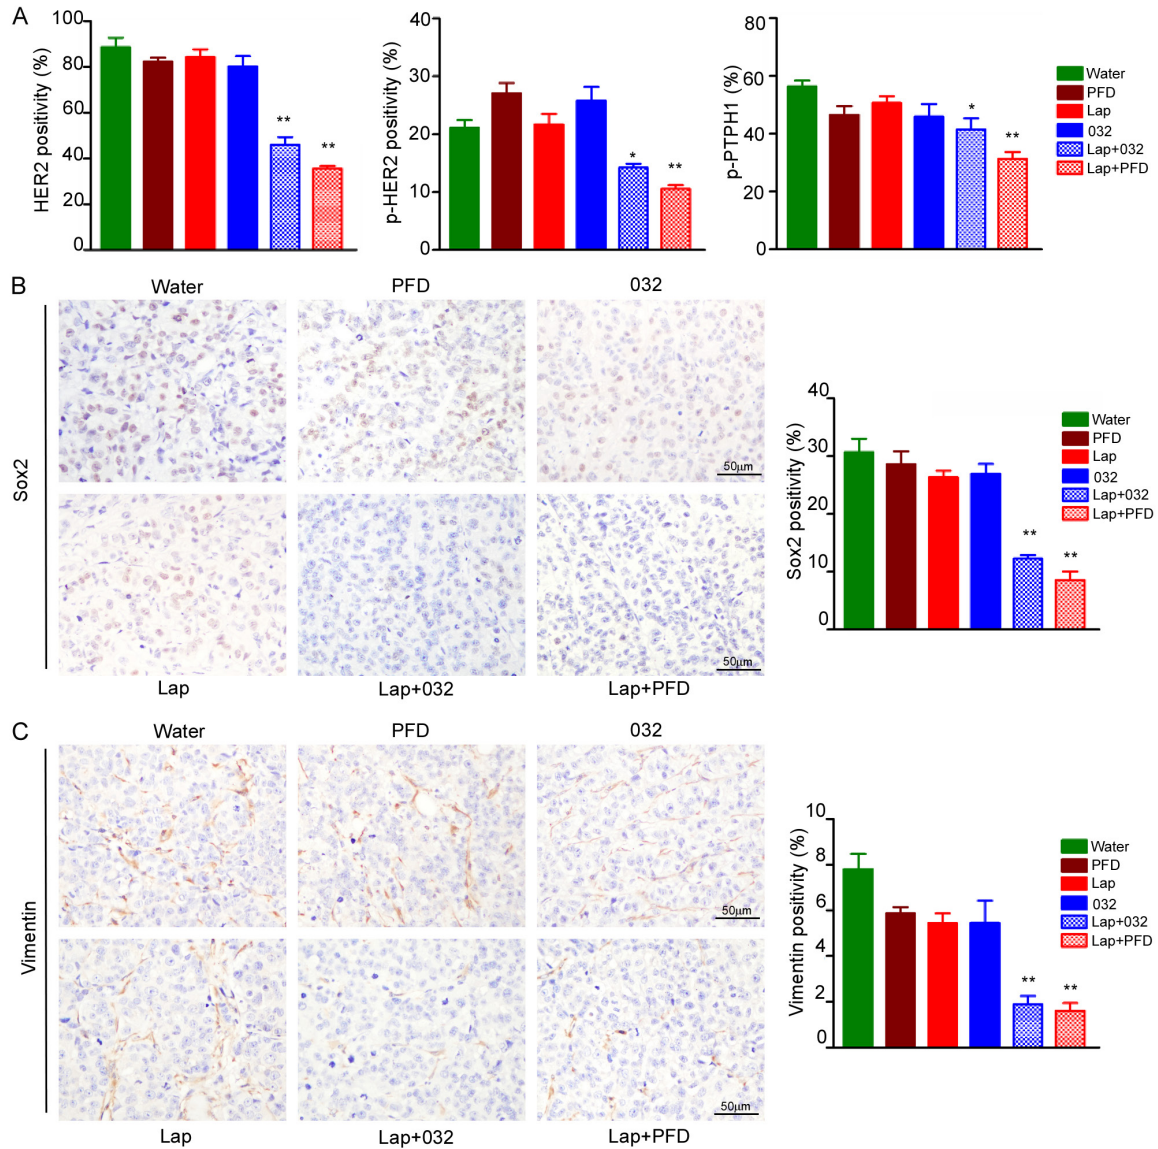 A
HER2 positivity (%)
100
80
60
40
20
0
**
**
p-HER2 positivity (%)
40
30
20
10
0
*
**
p-PTPH1 (%)
80
60
40
20
0
*
**
Water
PFD
Lap
032
Lap+032
Lap+PFD
B
Sox2
Water
PFD
032
50µm
50µm
Lap
Lap+032
Lap+PFD
Sox2 positivity (%)
40
30
20
10
0
**
**
Water
PFD
Lap
032
Lap+032
Lap+PFD
C
Vimentin
Water
PFD
032
50µm
50µm
Lap
Lap+032
Lap+PFD
Vimentin positivity (%)
10
8
6
4
2
0
**
**
Water
PFD
Lap
032
Lap+032
Lap+PFD